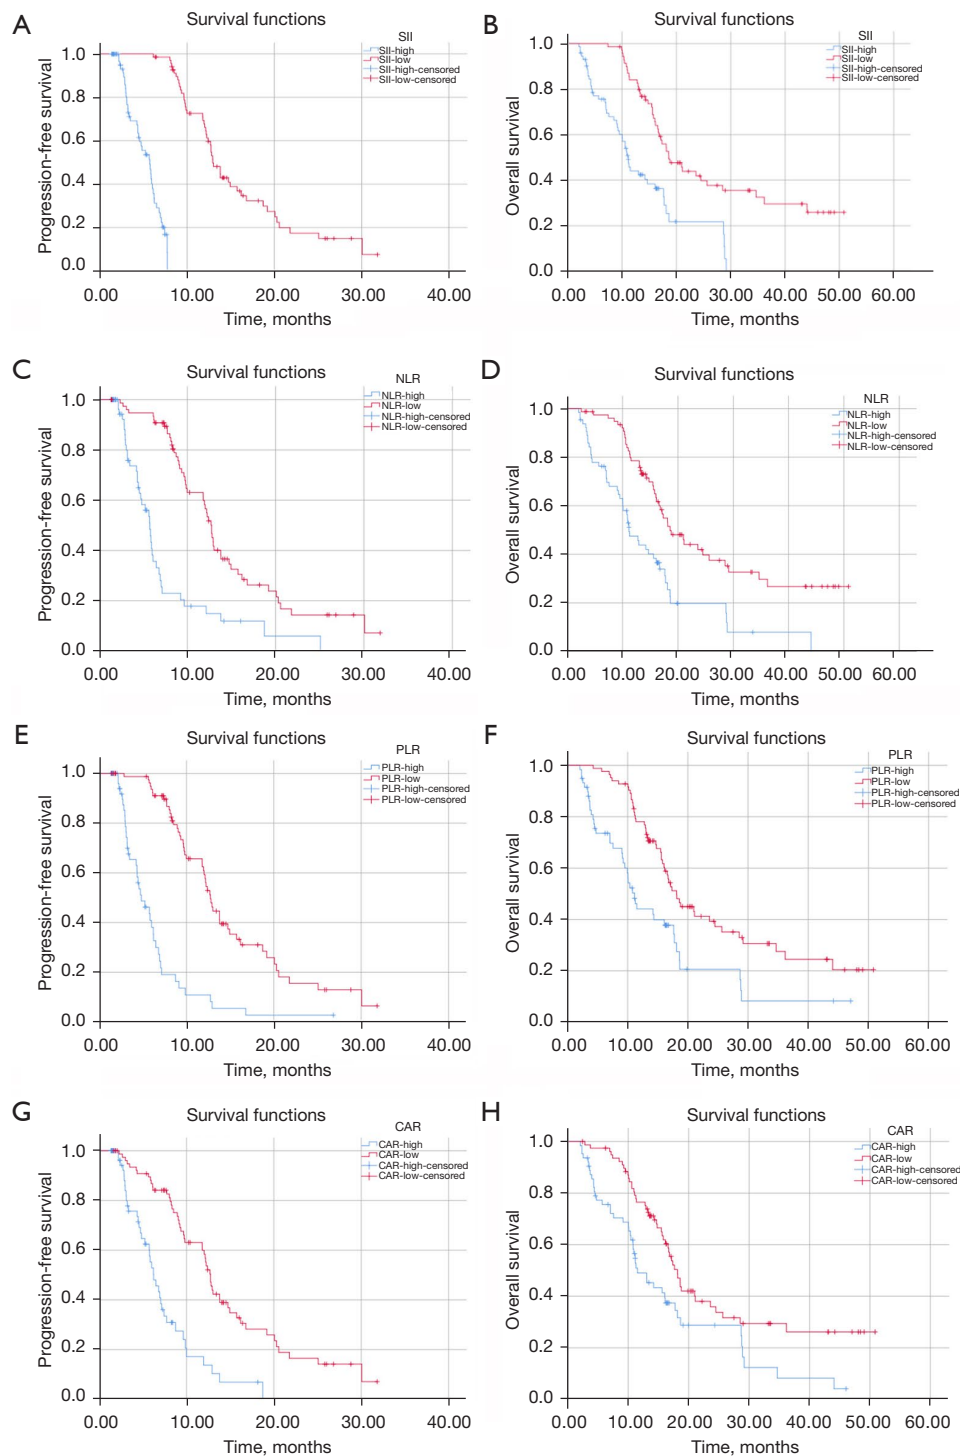 A
Survival functions
SII
SII-high
SII-low
SII-high-censored
SII-low-censored
Progression-free survival
1.0
0.8
0.6
0.4
0.2
0.0
0.00 10.00 20.00 30.00 40.00
Time, months
B
Survival functions
SII
SII-high
SII-low
SII-high-censored
SII-low-censored
Overall survival
1.0
0.8
0.6
0.4
0.2
0.0
0.00 10.00 20.00 30.00 40.00 50.00 60.00
Time, months
C
Survival functions
NLR
NLR-high
NLR-low
NLR-high-censored
NLR-low-censored
Progression-free survival
1.0
0.8
0.6
0.4
0.2
0.0
0.00 10.00 20.00 30.00 40.00
Time, months
D
Survival functions
NLR
NLR-high
NLR-low
NLR-high-censored
NLR-low-censored
Overall survival
1.0
0.8
0.6
0.4
0.2
0.0
0.00 10.00 20.00 30.00 40.00 50.00 60.00
Time, months
E
Survival functions
PLR
PLR-high
PLR-low
PLR-high-censored
PLR-low-censored
Progression-free survival
1.0
0.8
0.6
0.4
0.2
0.0
0.00 10.00 20.00 30.00 40.00
Time, months
F
Survival functions
PLR
PLR-high
PLR-low
PLR-high-censored
PLR-low-censored
Overall survival
1.0
0.8
0.6
0.4
0.2
0.0
0.00 10.00 20.00 30.00 40.00 50.00 60.00
Time, months
G
Survival functions
CAR
CAR-high
CAR-low
CAR-high-censored
CAR-low-censored
Progression-free survival
1.0
0.8
0.6
0.4
0.2
0.0
0.00 10.00 20.00 30.00 40.00
Time, months
H
Survival functions
CAR
CAR-high
CAR-low
CAR-high-censored
CAR-low-censored
Overall survival
1.0
0.8
0.6
0.4
0.2
0.0
0.00 10.00 20.00 30.00 40.00 50.00 60.00
Time, months